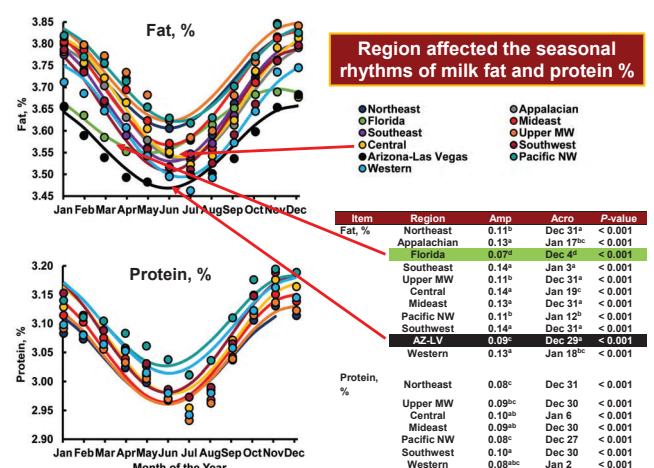 Fat, %
3.85
3.80
3.75
3.70
3.65
3.60
3.55
3.50
3.45
Fat, %
Jan Feb Mar Apr May Jun Jul Aug Sep Oct Nov Dec
Region affected the seasonal
rhythms of milk fat and protein %
Northeast
Florida
Southeast
Central
Arizona-Las Vegas
Western
Appalacian
Mideast
Upper MW
Southwest
Pacific NW
Protein, %
3.20
3.15
3.10
3.05
3.00
2.95
2.90
Protein, %
Jan Feb Mar Apr May Jun Jul Aug Sep Oct Nov Dec
Month of the Year
Item Region Amp Acro P-value
Fat, % Northeast 0.11b Dec 31a < 0.001
Appalachian 0.13a Jan 17bc < 0.001
Florida 0.07d Dec 4d < 0.001
Southeast 0.14a Jan 3a < 0.001
Upper MW 0.11b Dec 31a < 0.001
Central 0.14a Jan 19c < 0.001
Mideast 0.13a Dec 31a < 0.001
Pacific NW 0.11b Jan 12b < 0.001
Southwest 0.14a Dec 31a < 0.001
AZ-LV 0.09c Dec 29a < 0.001
Western 0.13a Jan 18bc < 0.001
Protein,
% Northeast 0.08c Dec 31 < 0.001
Upper MW 0.09bc Dec 30 < 0.001
Central 0.10ab Jan 6 < 0.001
Mideast 0.09ab Dec 30 < 0.001
Pacific NW 0.08c Dec 27 < 0.001
Southwest 0.10a Dec 30 < 0.001
Western 0.08abc Jan 2 < 0.001